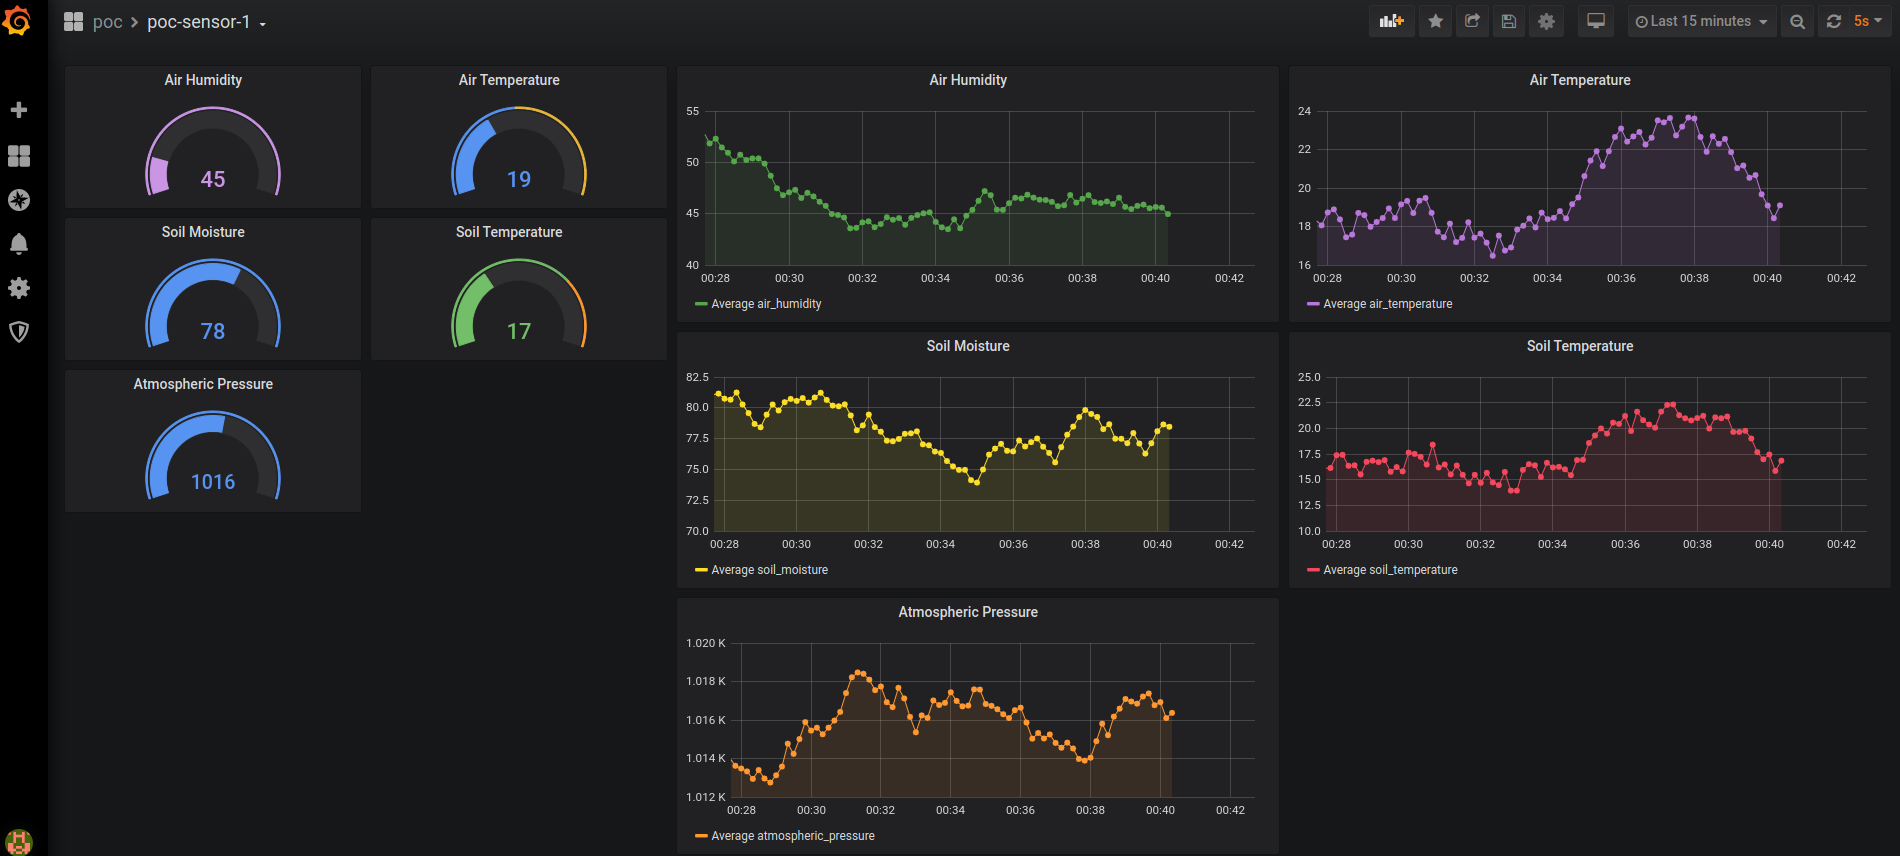 poc > poc-sensor-1
Last 15 minutes
5s
Air Humidity
45
Air Temperature
19
Soil Moisture
78
Soil Temperature
17
Atmospheric Pressure
1016
Air Humidity
55
50
45
40
00:28 00:30 00:32 00:34 00:36 00:38 00:40 00:42
Average air_humidity
Air Temperature
24
22
20
18
16
00:28 00:30 00:32 00:34 00:36 00:38 00:40 00:42
Average air_temperature
Soil Moisture
82.5
80.0
77.5
75.0
72.5
70.0
00:28 00:30 00:32 00:34 00:36 00:38 00:40 00:42
Average soil_moisture
Soil Temperature
25.0
22.5
20.0
17.5
15.0
12.5
10.0
00:28 00:30 00:32 00:34 00:36 00:38 00:40 00:42
Average soil_temperature
Atmospheric Pressure
1.020 K
1.018 K
1.016 K
1.014 K
1.012 K
00:28 00:30 00:32 00:34 00:36 00:38 00:40 00:42
Average atmospheric_pressure